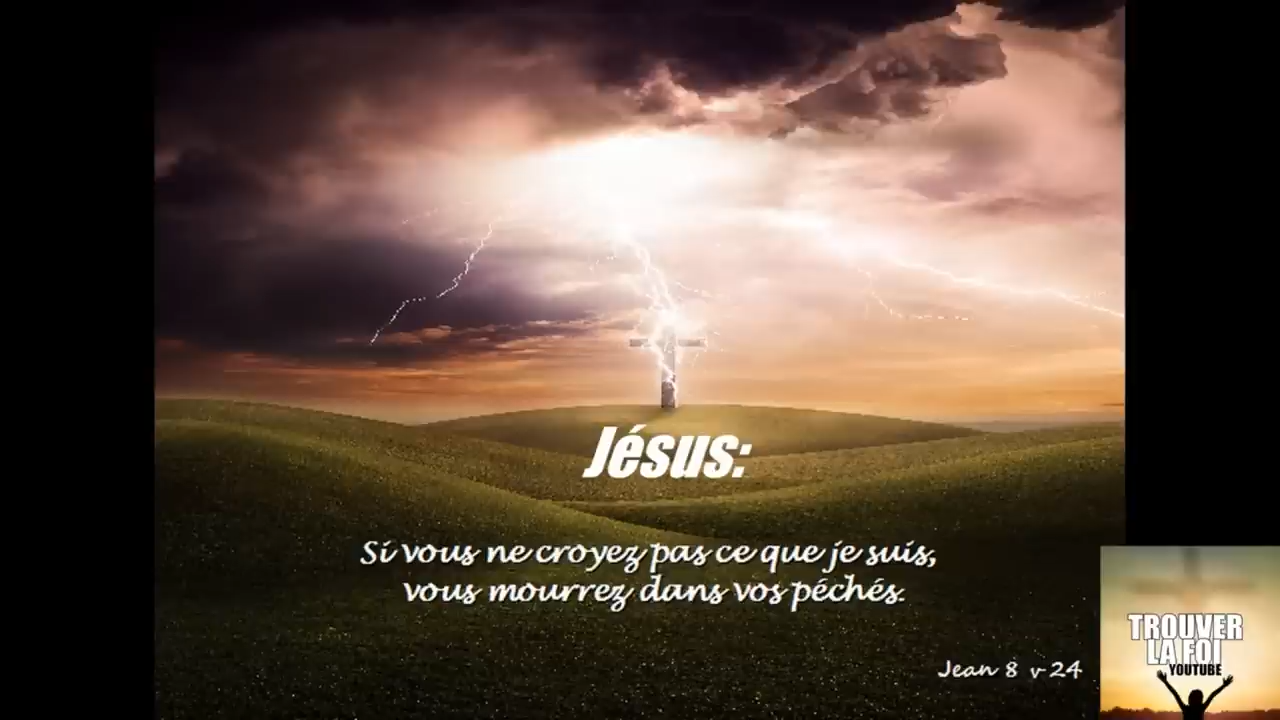 Jésus:
Si vous ne croyez pas ce que je suis,
vous mourrez dans vos péchés.
Jean 8 v 24
TROUVER
LA FOI
YOUTUBE